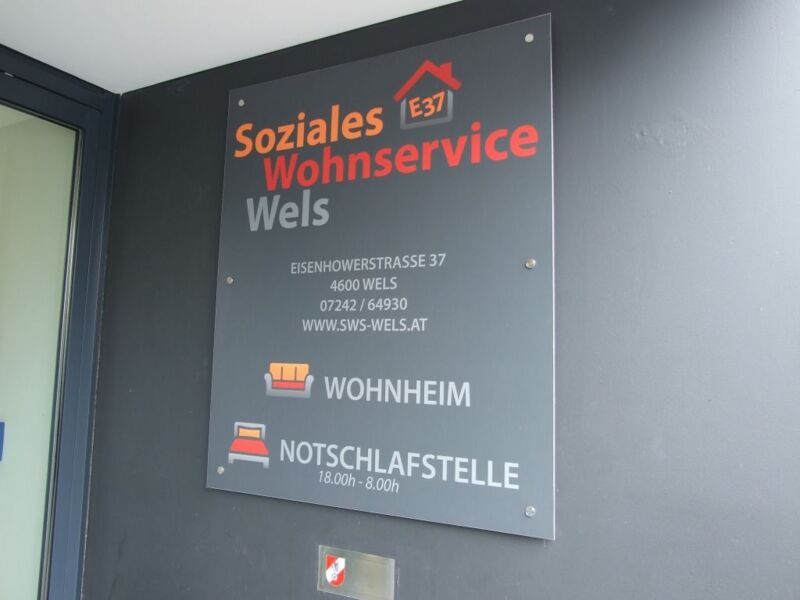 E37
Soziales
Wohnservice
Wels
EISENHOWERSTRASSE 37
4600 WELS
07242 / 64930
WWW.SWS-WELS.AT
WOHNHEIM
NOTSCHLAFSTELLE
18.00h - 8.00h